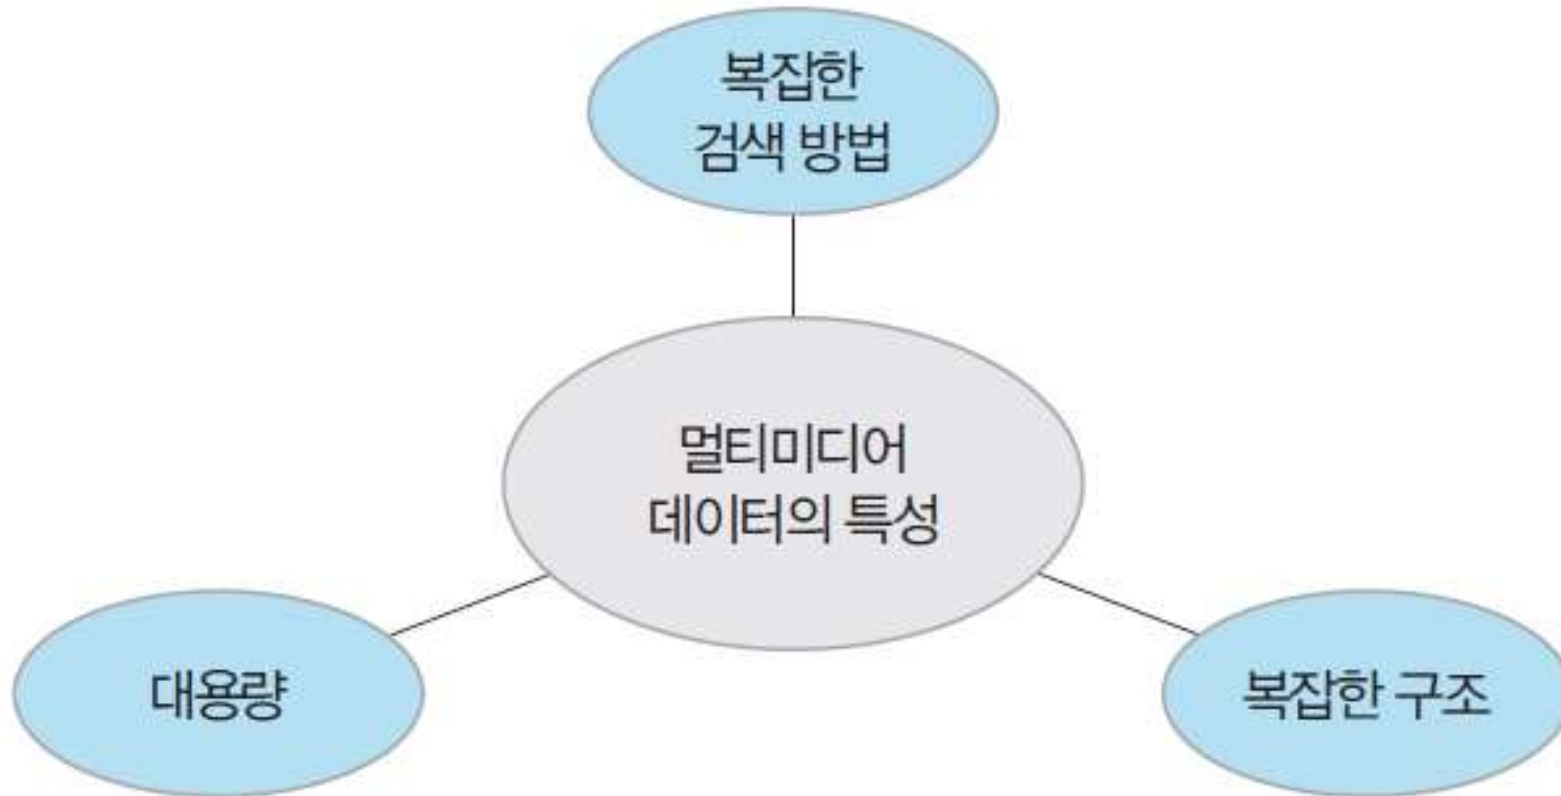 복잡한
검색 방법
멀티미디어
데이터의 특성
대용량
복잡한 구조